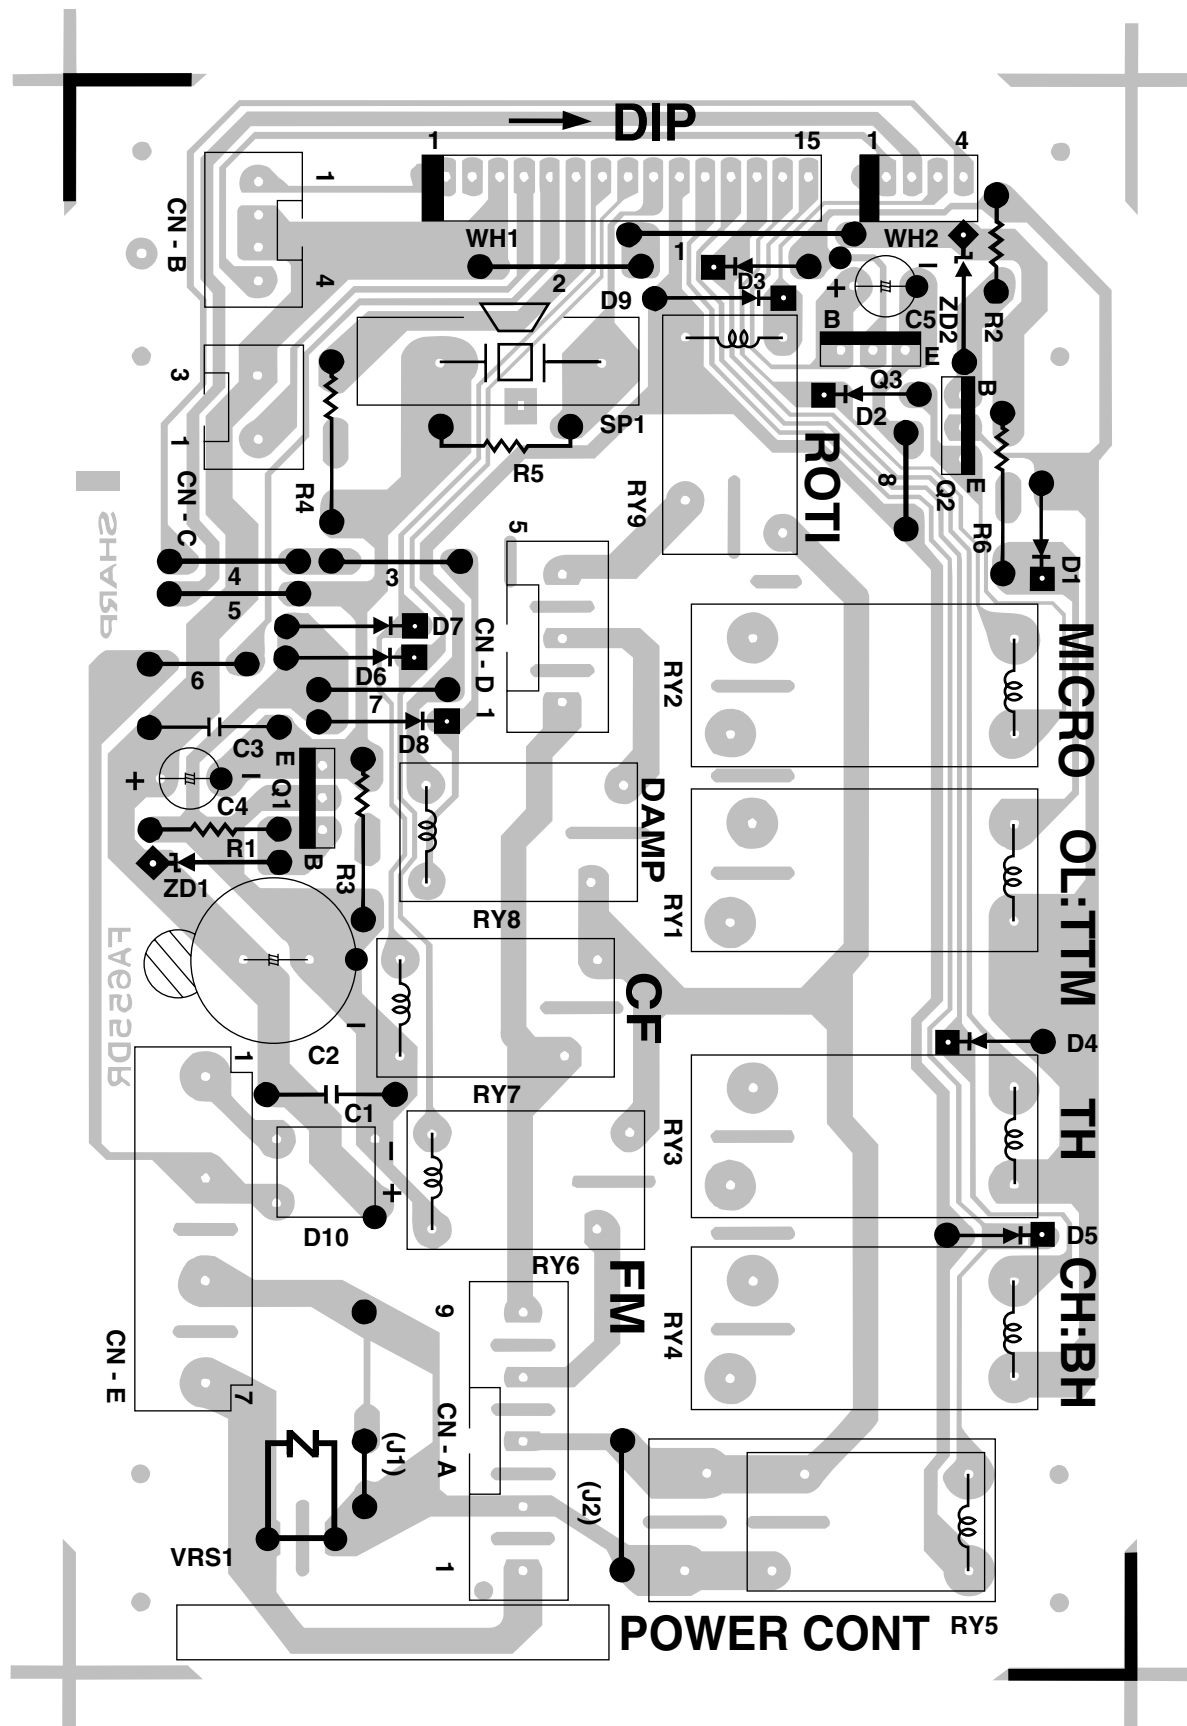 DIP
1
15
1
4
1
CN - B
4
WH1
1
WH2
2
D3
D9
+
−
C5
ZD2
R2
B
E
Q3
D2
B
E
Q2
3
1
CN - C
R4
SP1
R5
RY9
ROTI
8
R6
D1
SHARP
5
4
3
5
D7
CN - D
D6
6
7
1
D8
C3
E
Q1
B
+
−
C4
R1
ZD1
R3
RY2
MICRO
DAMP
RY8
RY1
OL:TTM
FA655DR
−
C2
CF
RY7
D4
1
C1
−
+
D10
RY3
TH
RY6
FM
D5
CN - E
7
9
RY4
CH:BH
(J1)
CN - A
(J2)
VRS1
1
POWER CONT
RY5